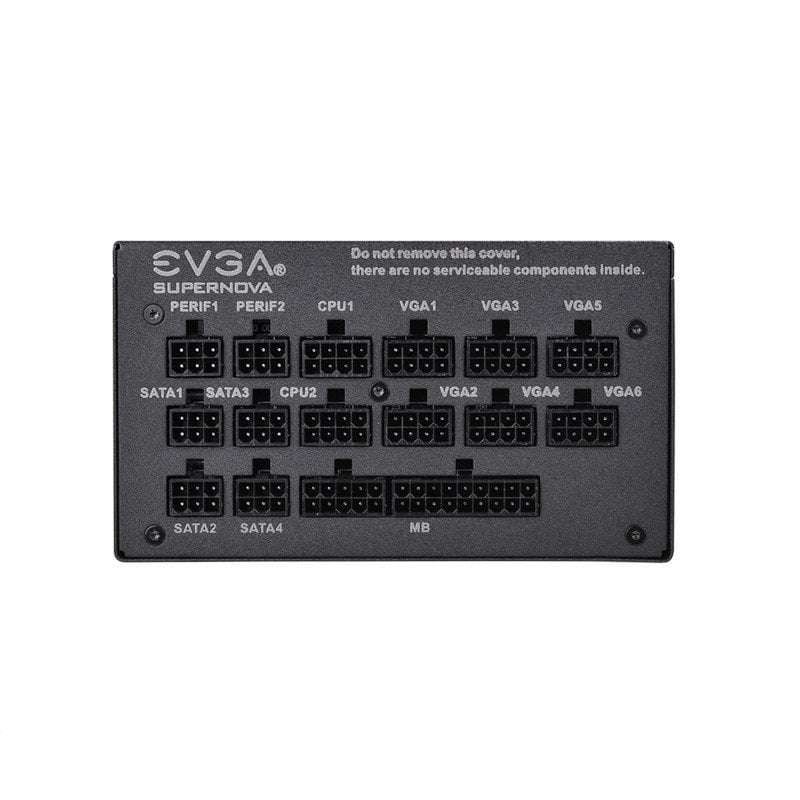 EVGA®
SUPERNOVA
Do not remove this cover,
there are no serviceable components inside.
PERIF1 PERIF2 CPU1 VGA1 VGA3 VGA5
SATA1 SATA3 CPU2 VGA2 VGA4 VGA6
SATA2 SATA4 MB